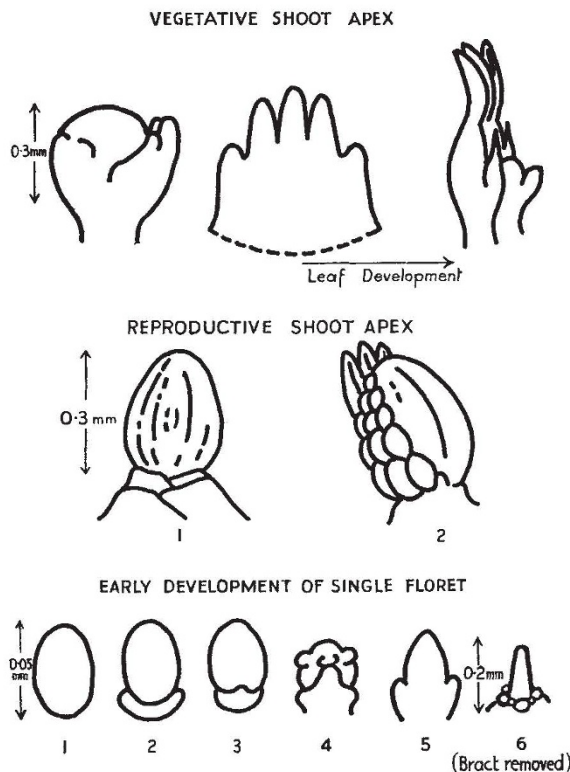 VEGETATIVE SHOOT APEX
0·3mm
Leaf Development
REPRODUCTIVE SHOOT APEX
0·3 mm
1 2
EARLY DEVELOPMENT OF SINGLE FLORET
0·05
mm
0·2mm
1 2 3 4 5 6
(Bract removed)